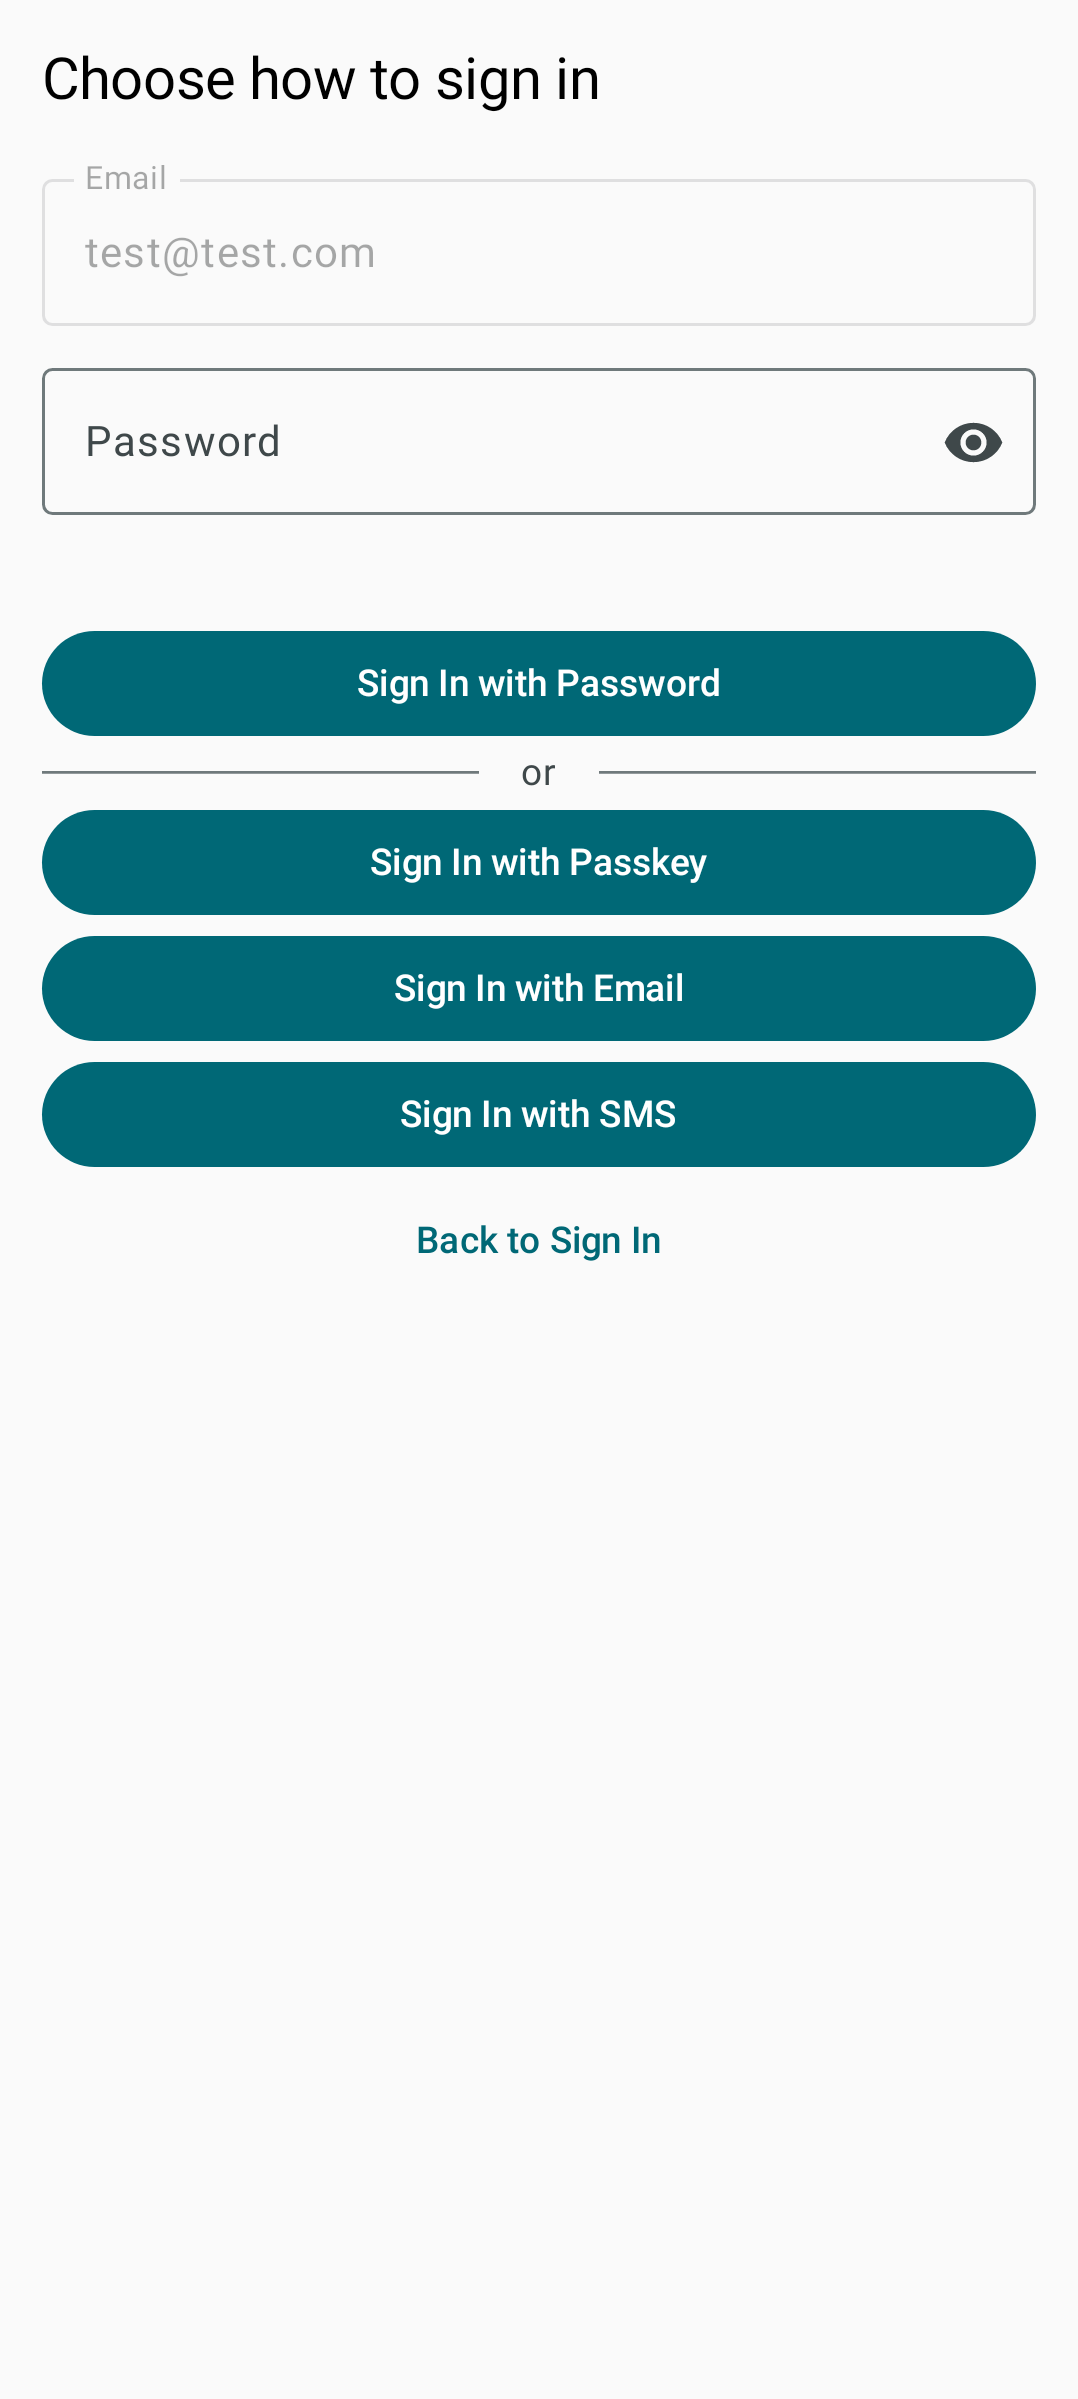 Choose how to sign in
Email
test@test.com
Password
Sign In with Password
or
Sign In with Passkey
Sign In with Email
Sign In with SMS
Back to Sign In